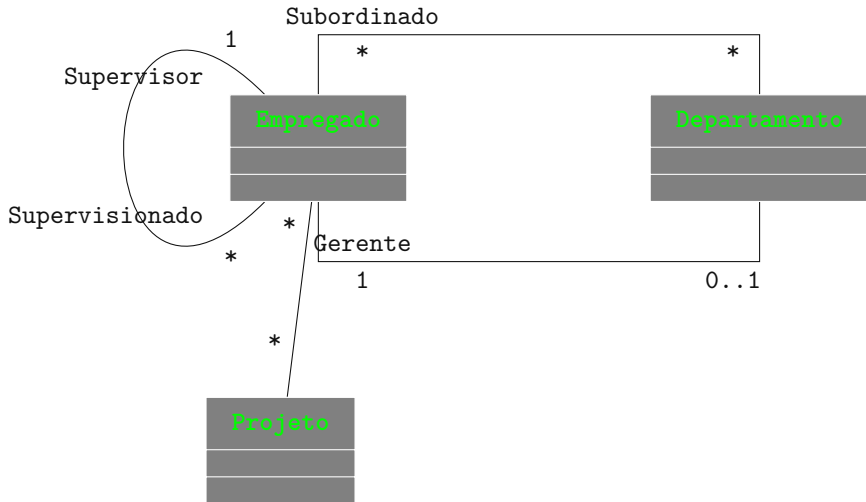 Subordinado
1
* *
Supervisor
Empregado Departamento
Supervisionado
*
Gerente
*
1 0..1
*
Projeto